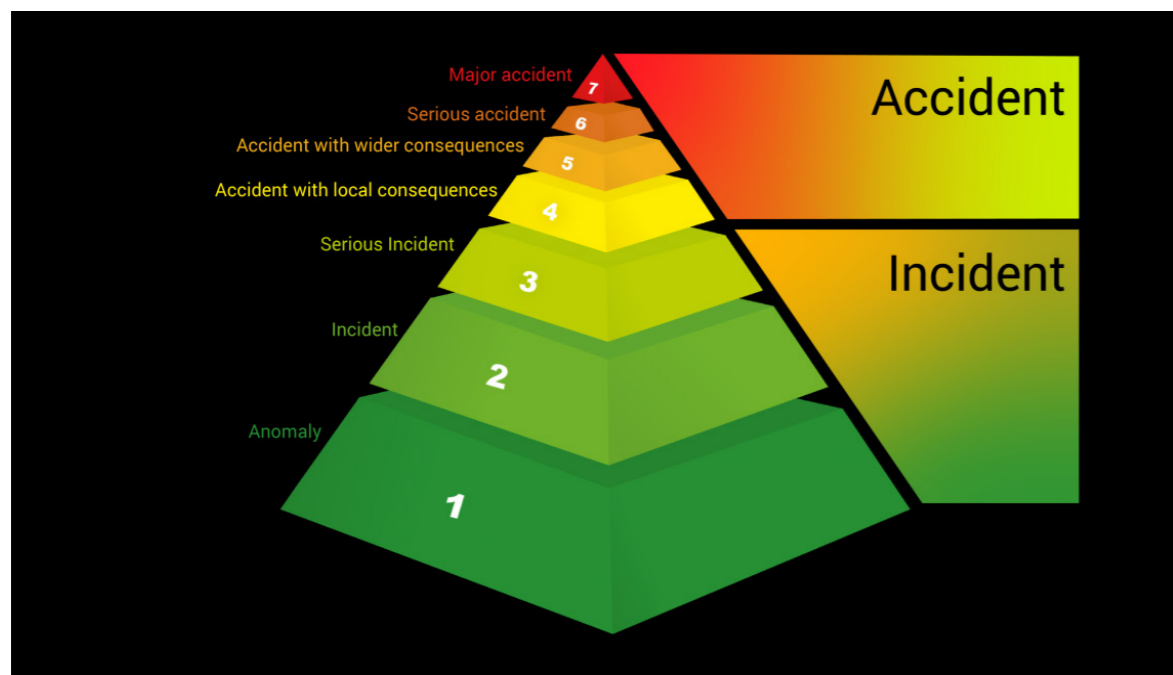 Major accident
7
Serious accident
6
Accident with wider consequences
5
Accident with local consequences
4
Serious Incident
3
Incident
2
Anomaly
1
Accident
Incident